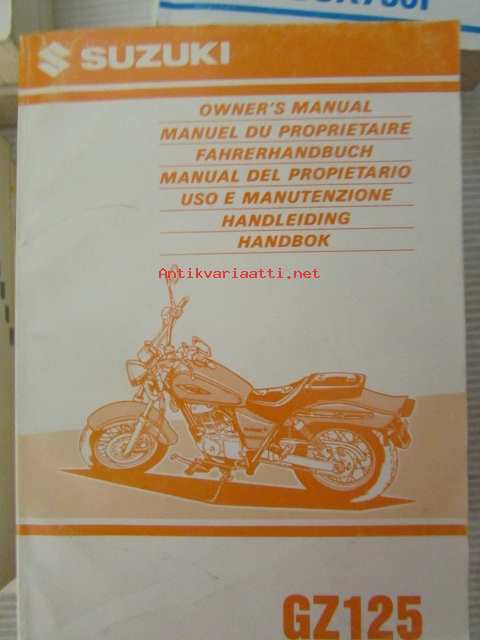 SUZUKI
OWNER'S MANUAL
MANUEL DU PROPRIETAIRE
FAHRERHANDBUCH
MANUAL DEL PROPIETARIO
USO E MANUTENZIONE
HANDLEIDING
HANDBOK
Antikvariaatti.net
GZ125